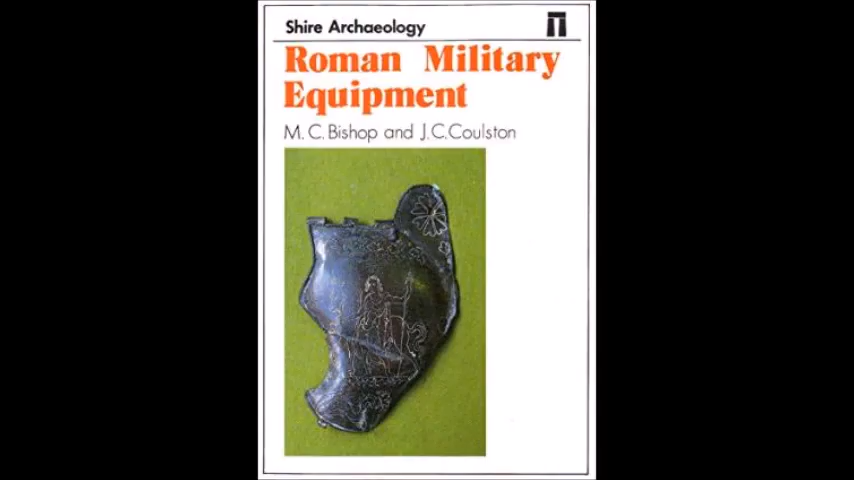 Shire Archaeology
Roman Military
Equipment
M. C. Bishop and J.C.Coulston